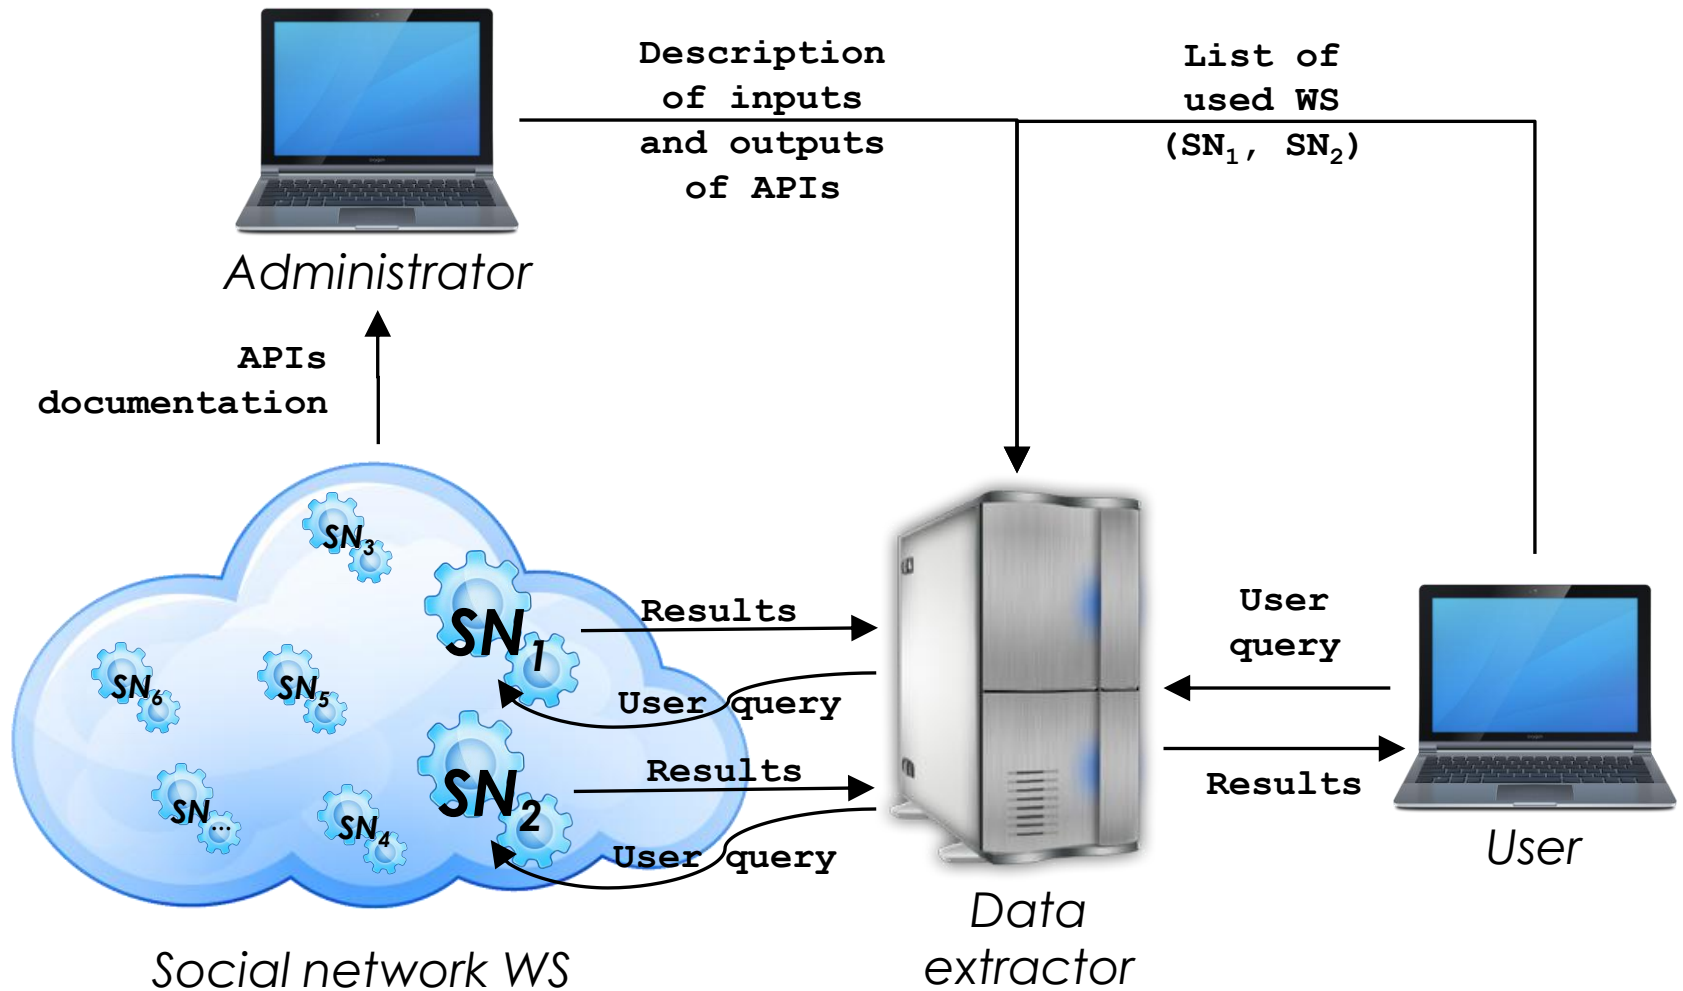 Description
of inputs
and outputs
of APIs
List of
used WS
(SN1, SN2)
Administrator
APIs
documentation
SN3
SN1
SN6
SN5
SN2
SN...
SN4
Results
User query
Results
User query
User
query
Results
User
Data
extractor
Social network WS